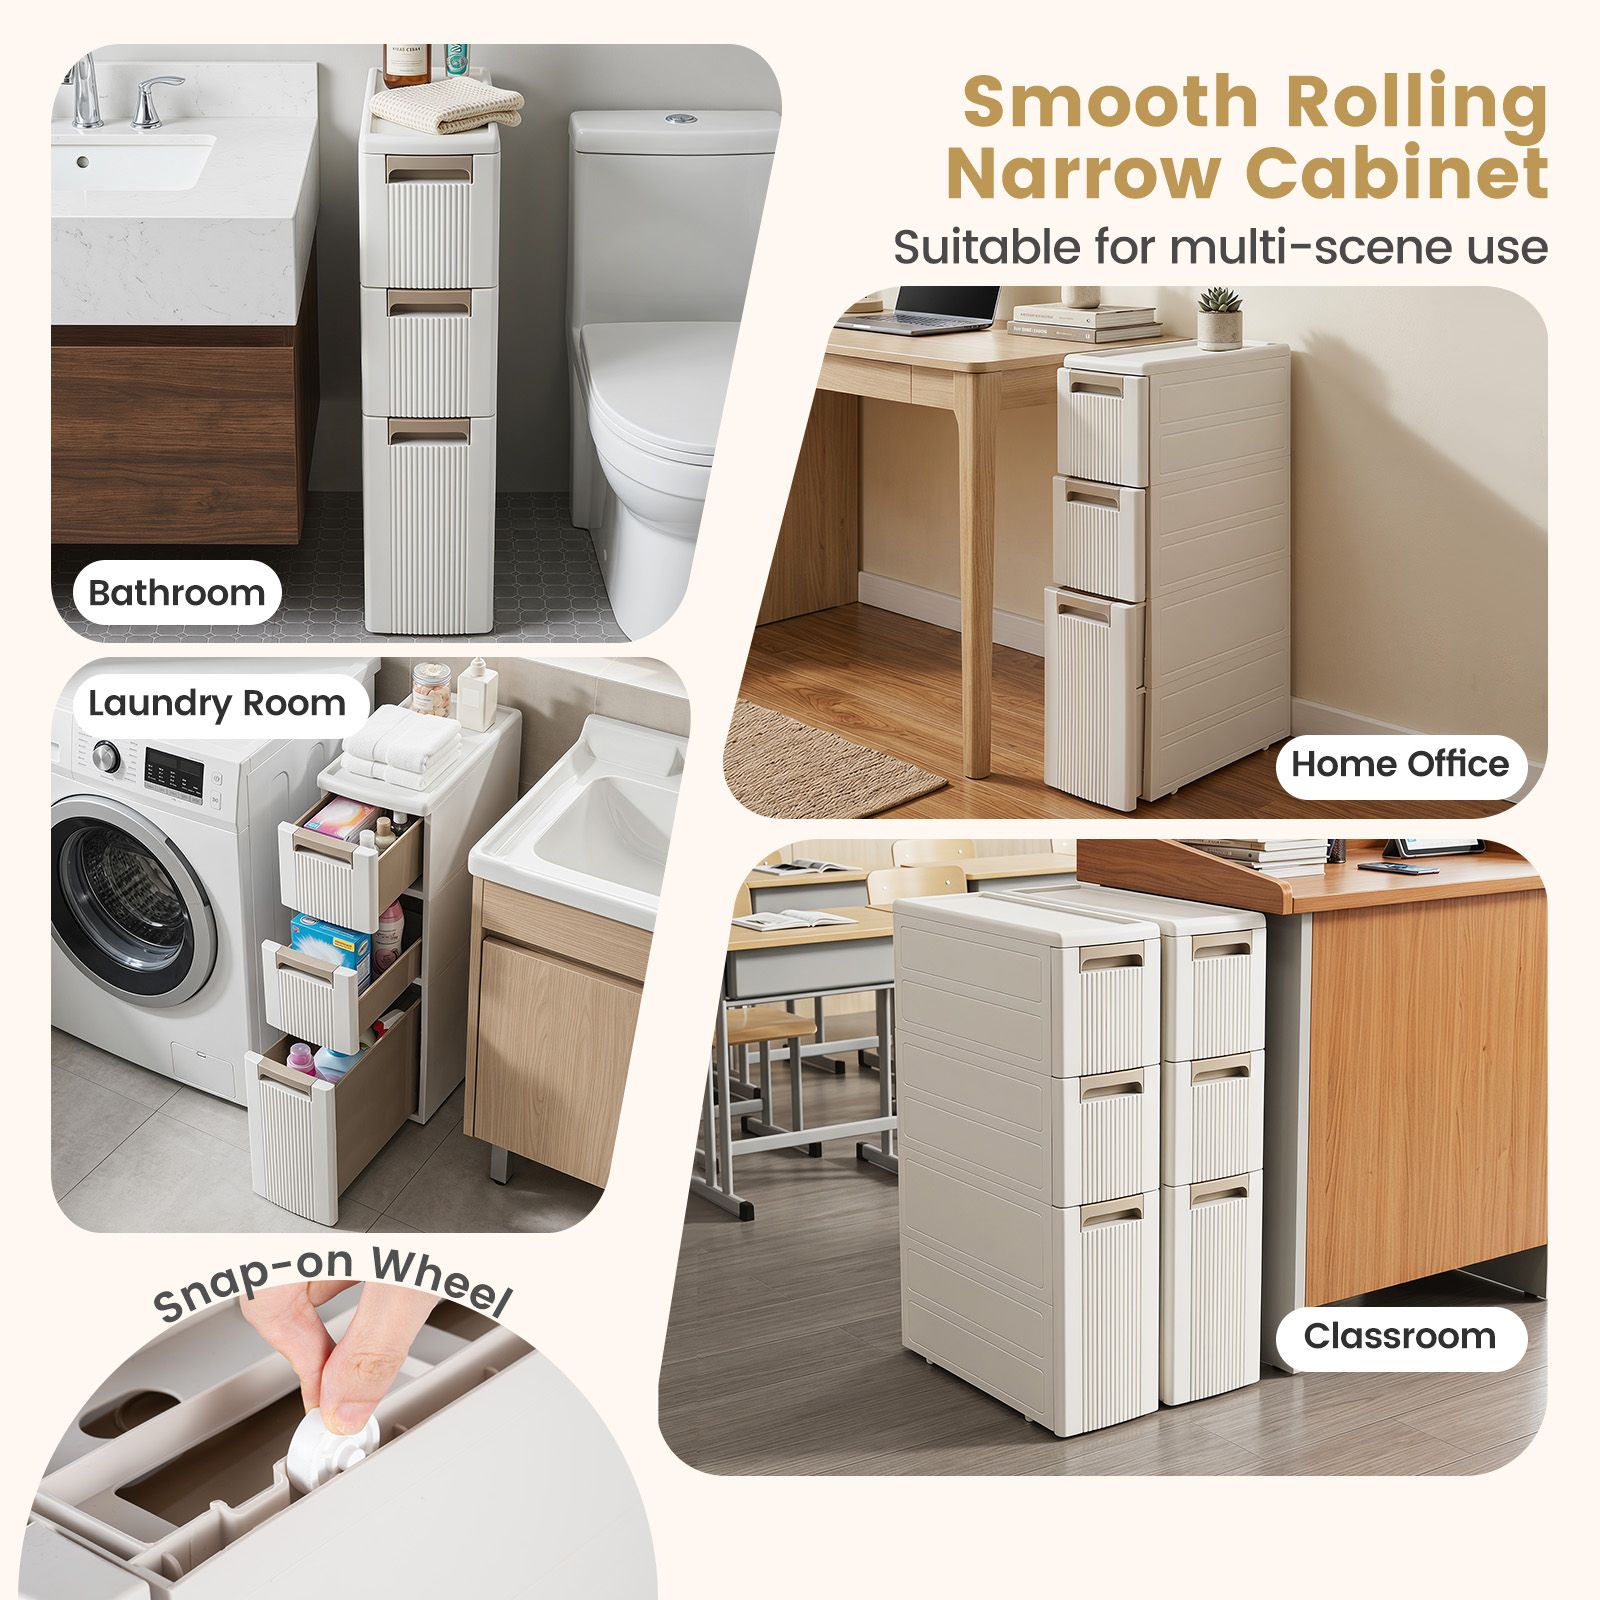 Smooth Rolling
Narrow Cabinet
Suitable for multi-scene use
Bathroom
Home Office
Laundry Room
Classroom
Snap-on Wheel